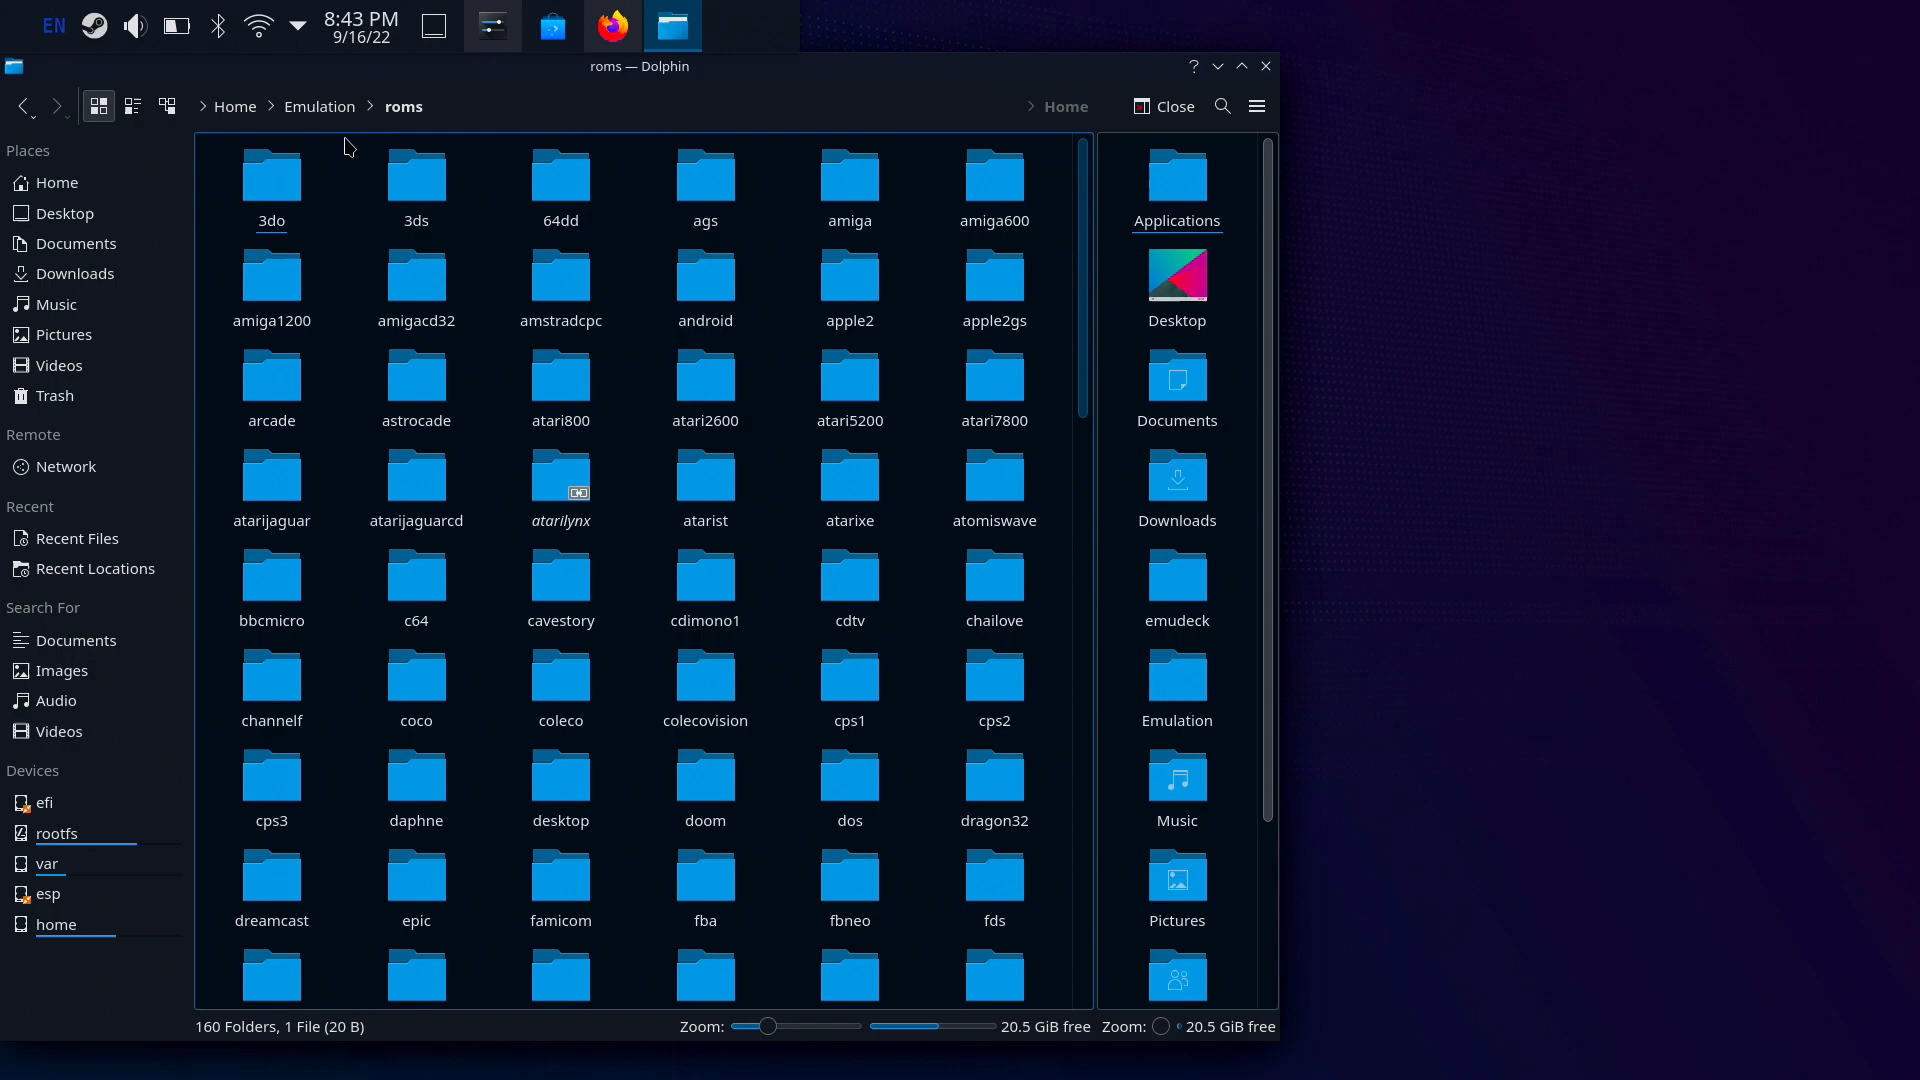 EN
8:43 PM
9/16/22
roms — Dolphin
Home Emulation roms
Home
Close
Places
Home
Desktop
Documents
Downloads
Music
Pictures
Videos
Trash
Remote
Network
Recent
Recent Files
Recent Locations
Search For
Documents
Images
Audio
Videos
Devices
efi
rootfs
var
esp
home
3do 3ds 64dd ags amiga amiga600
amiga1200 amigacd32 amstradcpc android apple2 apple2gs
arcade astrocade atari800 atari2600 atari5200 atari7800
atarijaguar atarijaguarcd atarilynx atarist atarixe atomiswave
bbcmicro c64 cavestory cdimono1 cdtv chailove
channelf coco coleco colecovision cps1 cps2
cps3 daphne desktop doom dos dragon32
dreamcast epic famicom fba fbneo fds
Applications
Desktop
Documents
Downloads
emudeck
Emulation
Music
Pictures
160 Folders, 1 File (20 B)
Zoom: 20.5 GiB free
Zoom: 20.5 GiB free